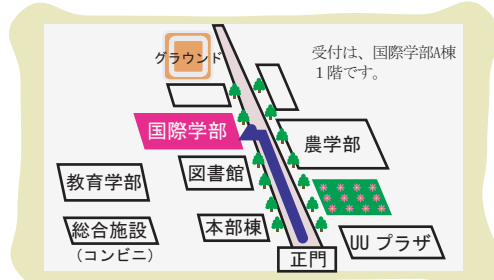 グラウンド
受付は、国際学部A棟
1階です。
国際学部
農学部
図書館
教育学部
総合施設
(コンビニ)
本部棟
UU プラザ
正門